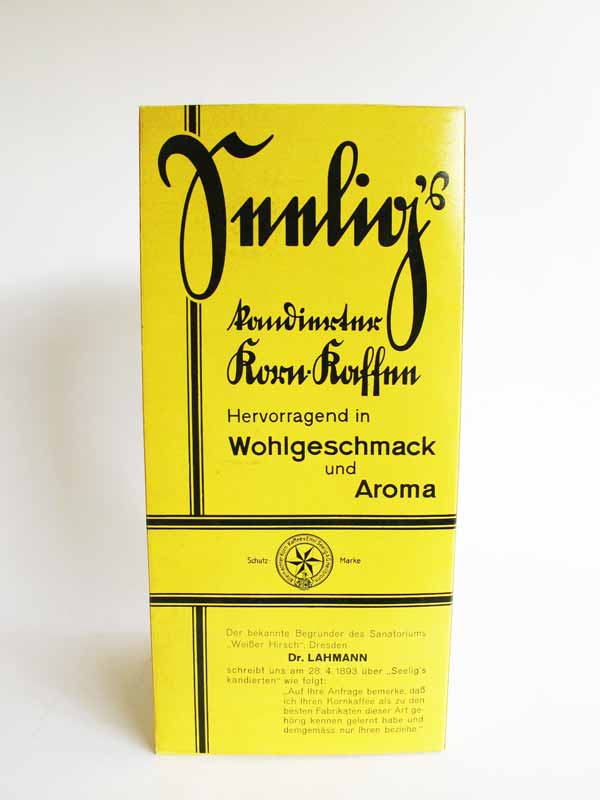 Seelig's
kandierter
Korn-Kaffee
Hervorragend in
Wohlgeschmack
und
Aroma
Schutz- Marke
Der bekannte Begründer des Sanatoriums
„Weißer Hirsch", Dresden
Dr. LAHMANN
schreibt uns am 28. 4. 1893 über „Seelig's
kandierten" wie folgt:
„Auf Ihre Anfrage bemerke, daß
ich Ihren Kornkaffee als zu den
besten Fabrikaten dieser Art ge-
hörig kennen gelernt habe und
demgemäss nur Ihren beziehe."